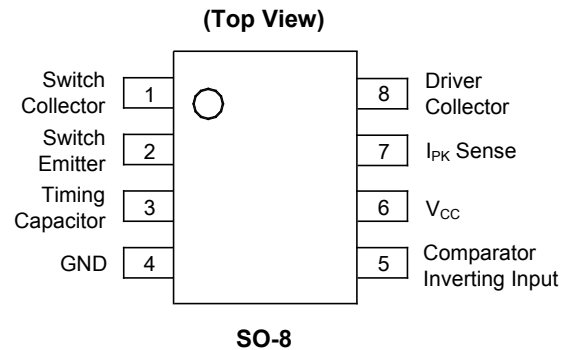 (Top View)
Switch
Collector
1
8
Driver
Collector
Switch
Emitter
2
7
IPK Sense
Timing
Capacitor
3
6
VCC
GND
4
5
Comparator
Inverting Input
SO-8